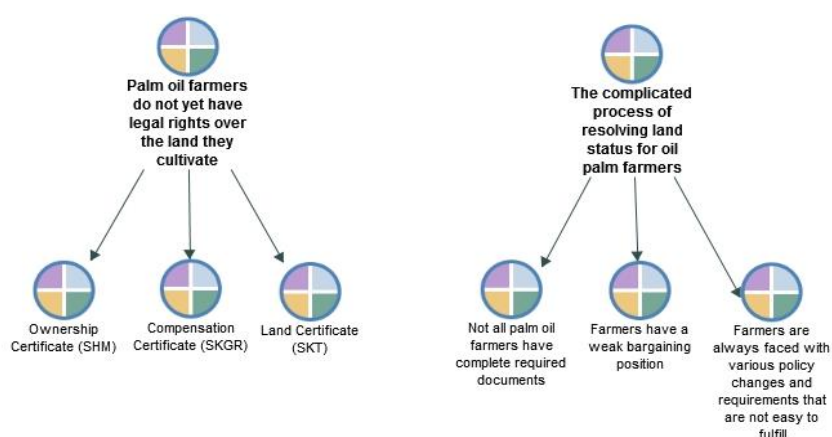 Palm oil farmers
do not yet have
legal rights over
the land they
cultivate
Ownership
Certificate (SHM)
Compensation
Certificate (SKGR)
Land Certificate
(SKT)
The complicated
process of
resolving land
status for oil
palm farmers
Not all palm oil
farmers have
complete required
documents
Farmers have a
weak bargaining
position
Farmers are
always faced with
various policy
changes and
requirements that
are not easy to
fulfill